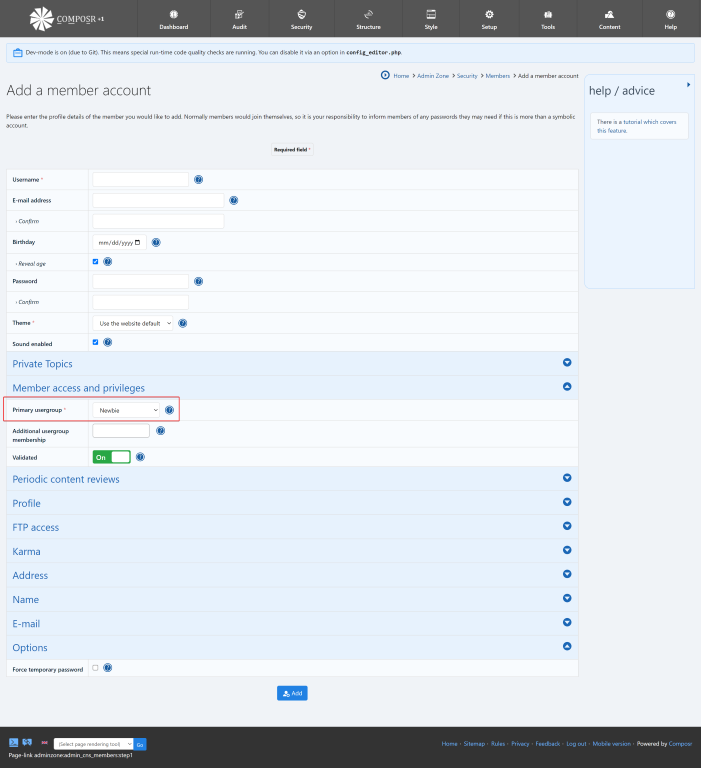 COMPOSR v11
Dashboard
Audit
Security
Structure
Style
Setup
Tools
Content
Help
Dev-mode is on (due to Git). This means special run-time code quality checks are running. You can disable it via an option in config_editor.php.
Home > Admin Zone > Security > Members > Add a member account
Add a member account
help / advice
There is a tutorial which covers
this feature.
Please enter the profile details of the member you would like to add. Normally members would join themselves, so it is your responsibility to inform members of any passwords they may need if this is more than a symbolic
account.
Required field *
Username *
E-mail address
› Confirm
Birthday
mm/dd/yyyy
› Reveal age
Password
› Confirm
Theme *
Use the website default
Sound enabled
Private Topics
Member access and privileges
Primary usergroup *
Newbie
Additional usergroup
membership
Validated
On
Periodic content reviews
Profile
FTP access
Karma
Address
Name
E-mail
Options
Force temporary password
Add
(Select page rendering tool)
Go
Home · Sitemap · Rules · Privacy · Feedback · Log out · Mobile version · Powered by Composr
Page-link adminzone:admin_cns_members:step1